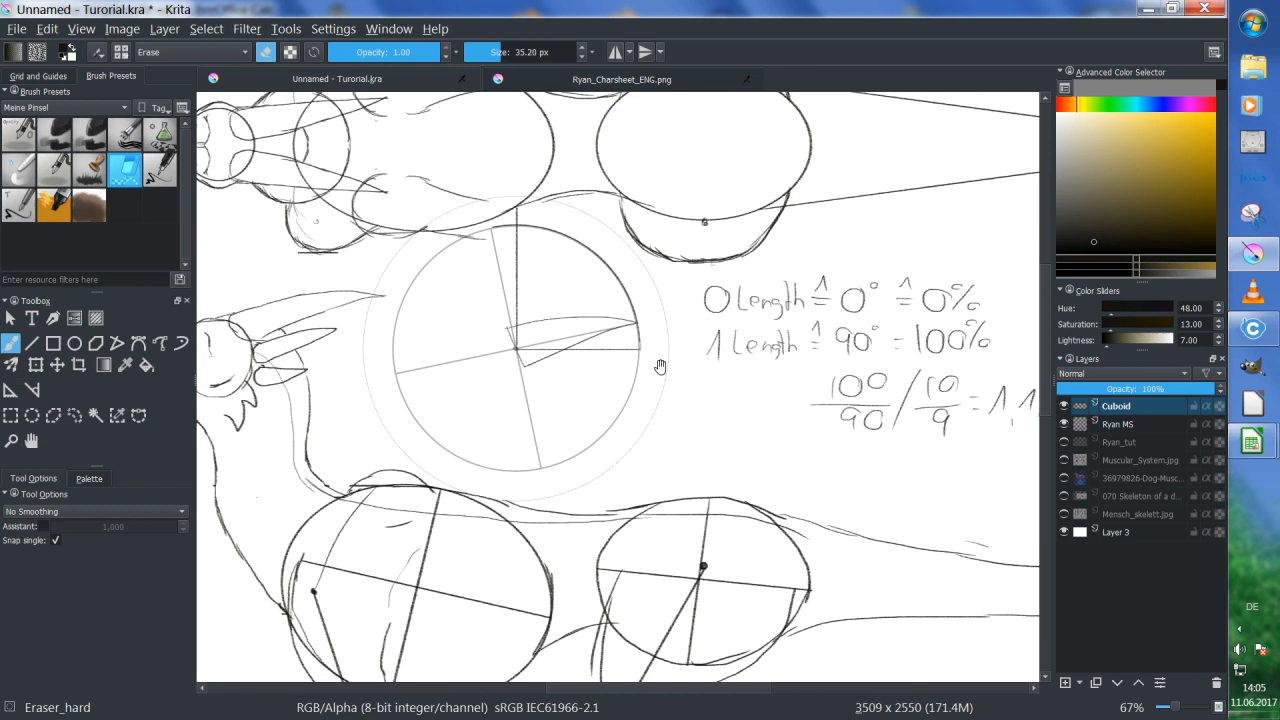 Unnamed - Turorial.kra * - Krita
File Edit View Image Layer Select Filter Tools Settings Window Help
Erase Opacity: 1.00 Size: 35.20 px
Grid and Guides Brush Presets
Unnamed - Turorial.kra Ryan_Charsheet_ENG.png
Brush Presets
Meine Pinsel Tag
Enter resource filters
Toolbox
Tool Options Palette
Tool Options
No Smoothing
Assistant: 1,000
Snap single:
0 Length ≙ 0° ≙ 0%
1 Length ≙ 90° = 100%
100/90 / 10/9 = 1,1
Advanced Color Selector
Color Sliders
Hue: 48.00
Saturation: 13.00
Lightness: 7.00
Layers
Normal
Opacity: 100%
Cuboid
Ryan MS
Ryan_tut
Muscular_System.jpg
36979826-Dog-Musc...
070 Skeleton of a d...
Mensch_skelett.jpg
Layer 3
DE
14:05
11.06.2017
Eraser_hard RGB/Alpha (8-bit integer/channel) sRGB IEC61966-2.1 3509 x 2550 (171.4M) 67%